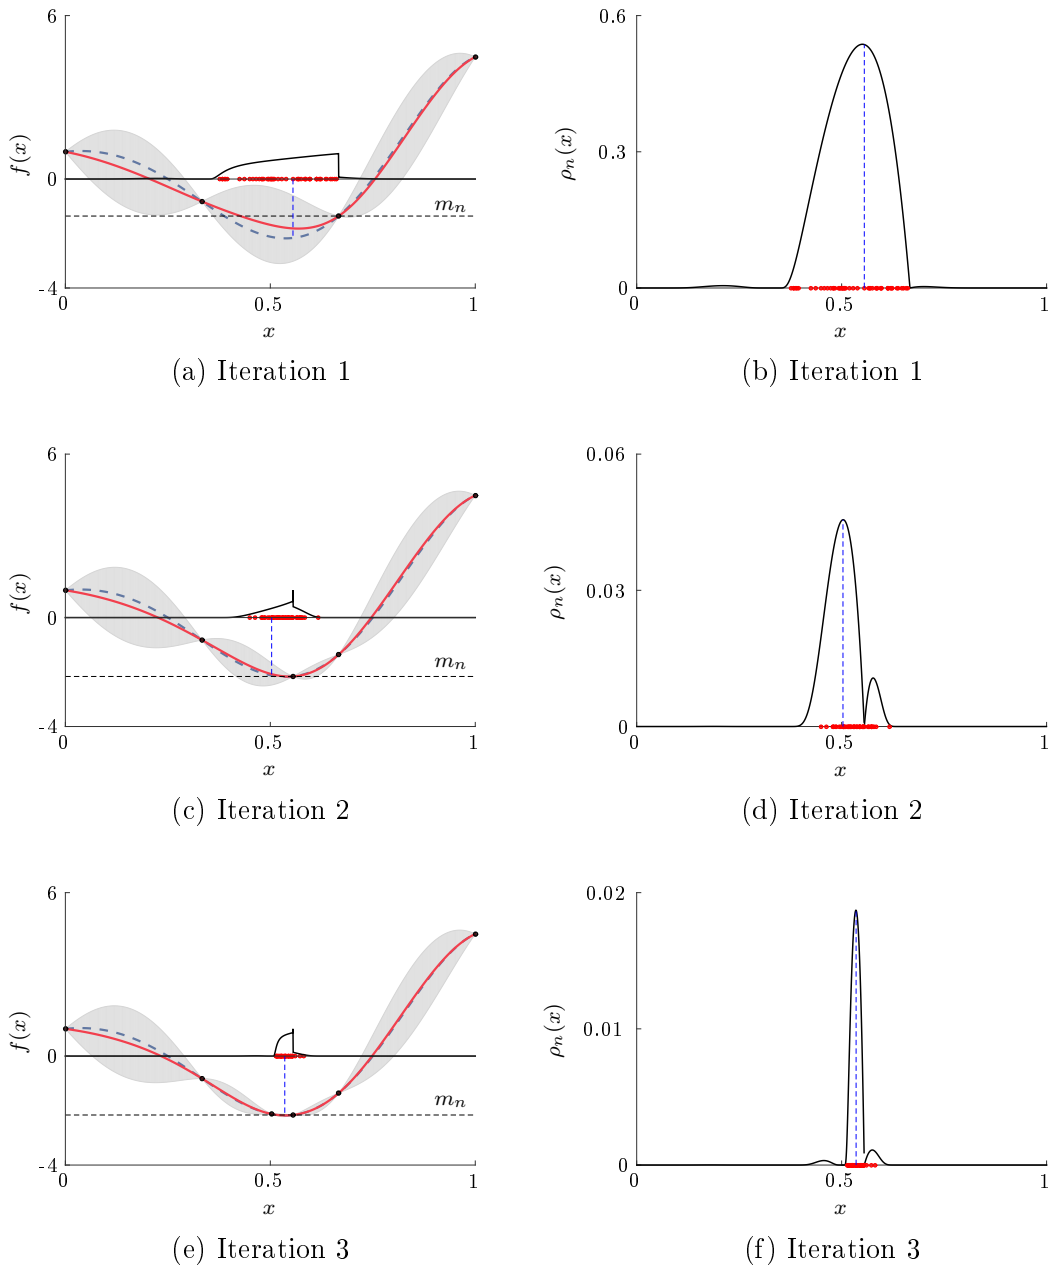 6
f(x)
0
m_n
-4
0
0.5
1
x
(a) Iteration 1
0.6
ρ_n(x)
0.3
0
0
0.5
1
x
(b) Iteration 1
6
f(x)
0
m_n
-4
0
0.5
1
x
(c) Iteration 2
0.06
ρ_n(x)
0.03
0
0
0.5
1
x
(d) Iteration 2
6
f(x)
0
m_n
-4
0
0.5
1
x
(e) Iteration 3
0.02
ρ_n(x)
0.01
0
0
0.5
1
x
(f) Iteration 3